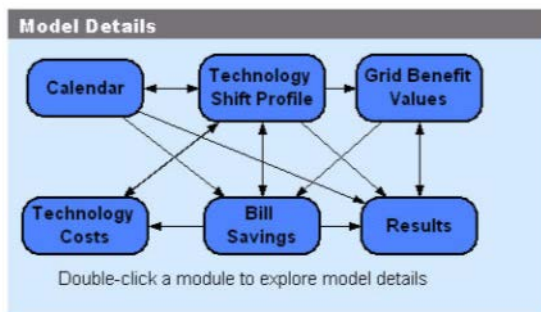 Model Details
Calendar
Technology
Shift Profile
Grid Benefit
Values
Technology
Costs
Bill
Savings
Results
Double-click a module to explore model details